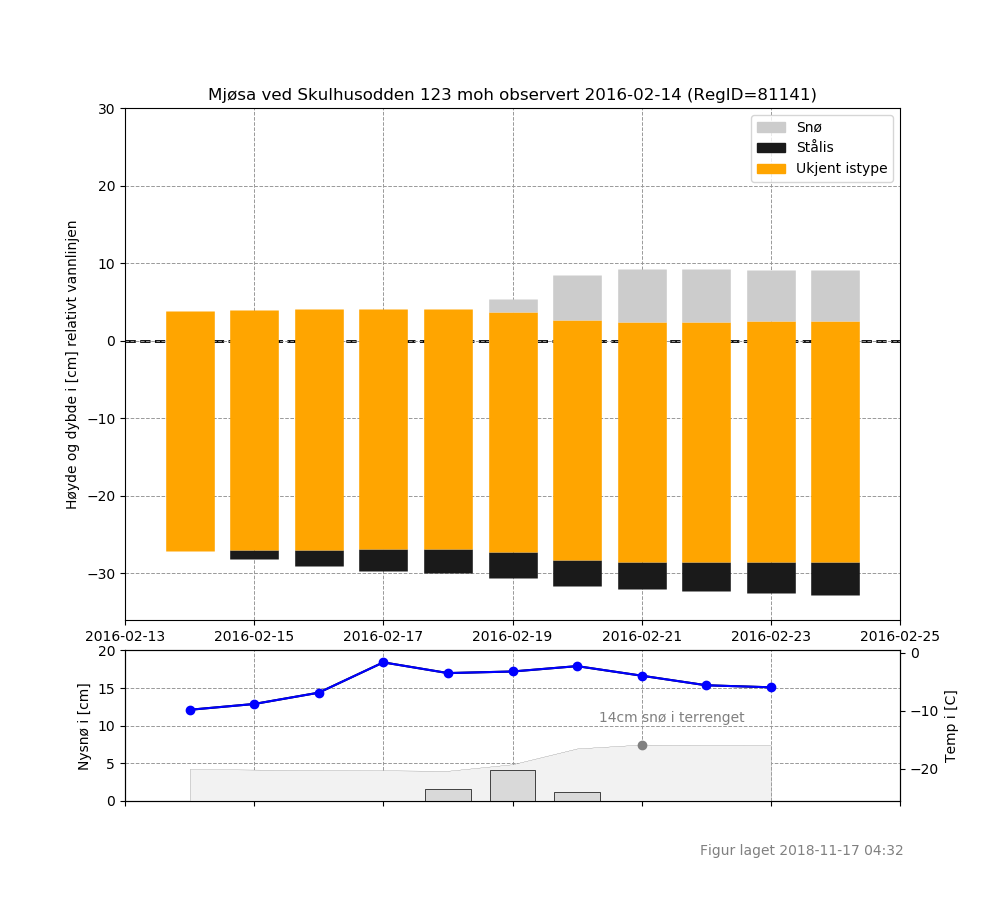 Mjøsa ved Skulhusodden 123 moh observert 2016-02-14 (RegID=81141)
Høyde og dybde i [cm] relativt vannlinjen
30
20
10
0
−10
−20
−30
Snø
Stålis
Ukjent istype
2016-02-13 2016-02-15 2016-02-17 2016-02-19 2016-02-21 2016-02-23 2016-02-25
Nysnø i [cm]
20
15
10
5
0
14cm snø i terrenget
0
−10
−20
Temp i [C]
Figur laget 2018-11-17 04:32